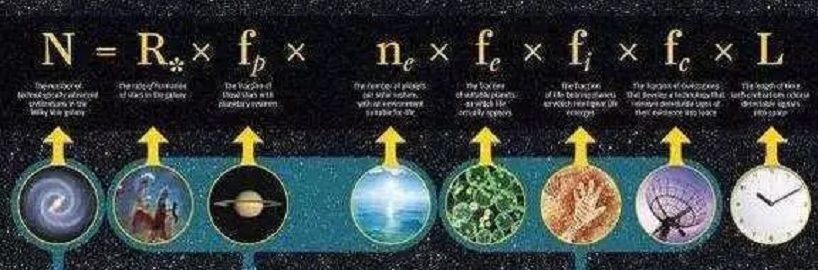 N = R* × fp × ne × fe × fi × fc × L
The number of
technologically advanced
civilizations in the
Milky Way galaxy
The rate of formation
of stars in the galaxy
The fraction of
those stars with
planetary systems
The number of planets
per solar system
with an environment
suitable for life
The fraction
of suitable planets
on which life
actually appears
The fraction
of life bearing planets
on which intelligent life
emerges
The fraction of civilizations
that develop a technology that
releases detectable signs of
their existence into space
The length of time
such civilizations release
detectable signals
into space